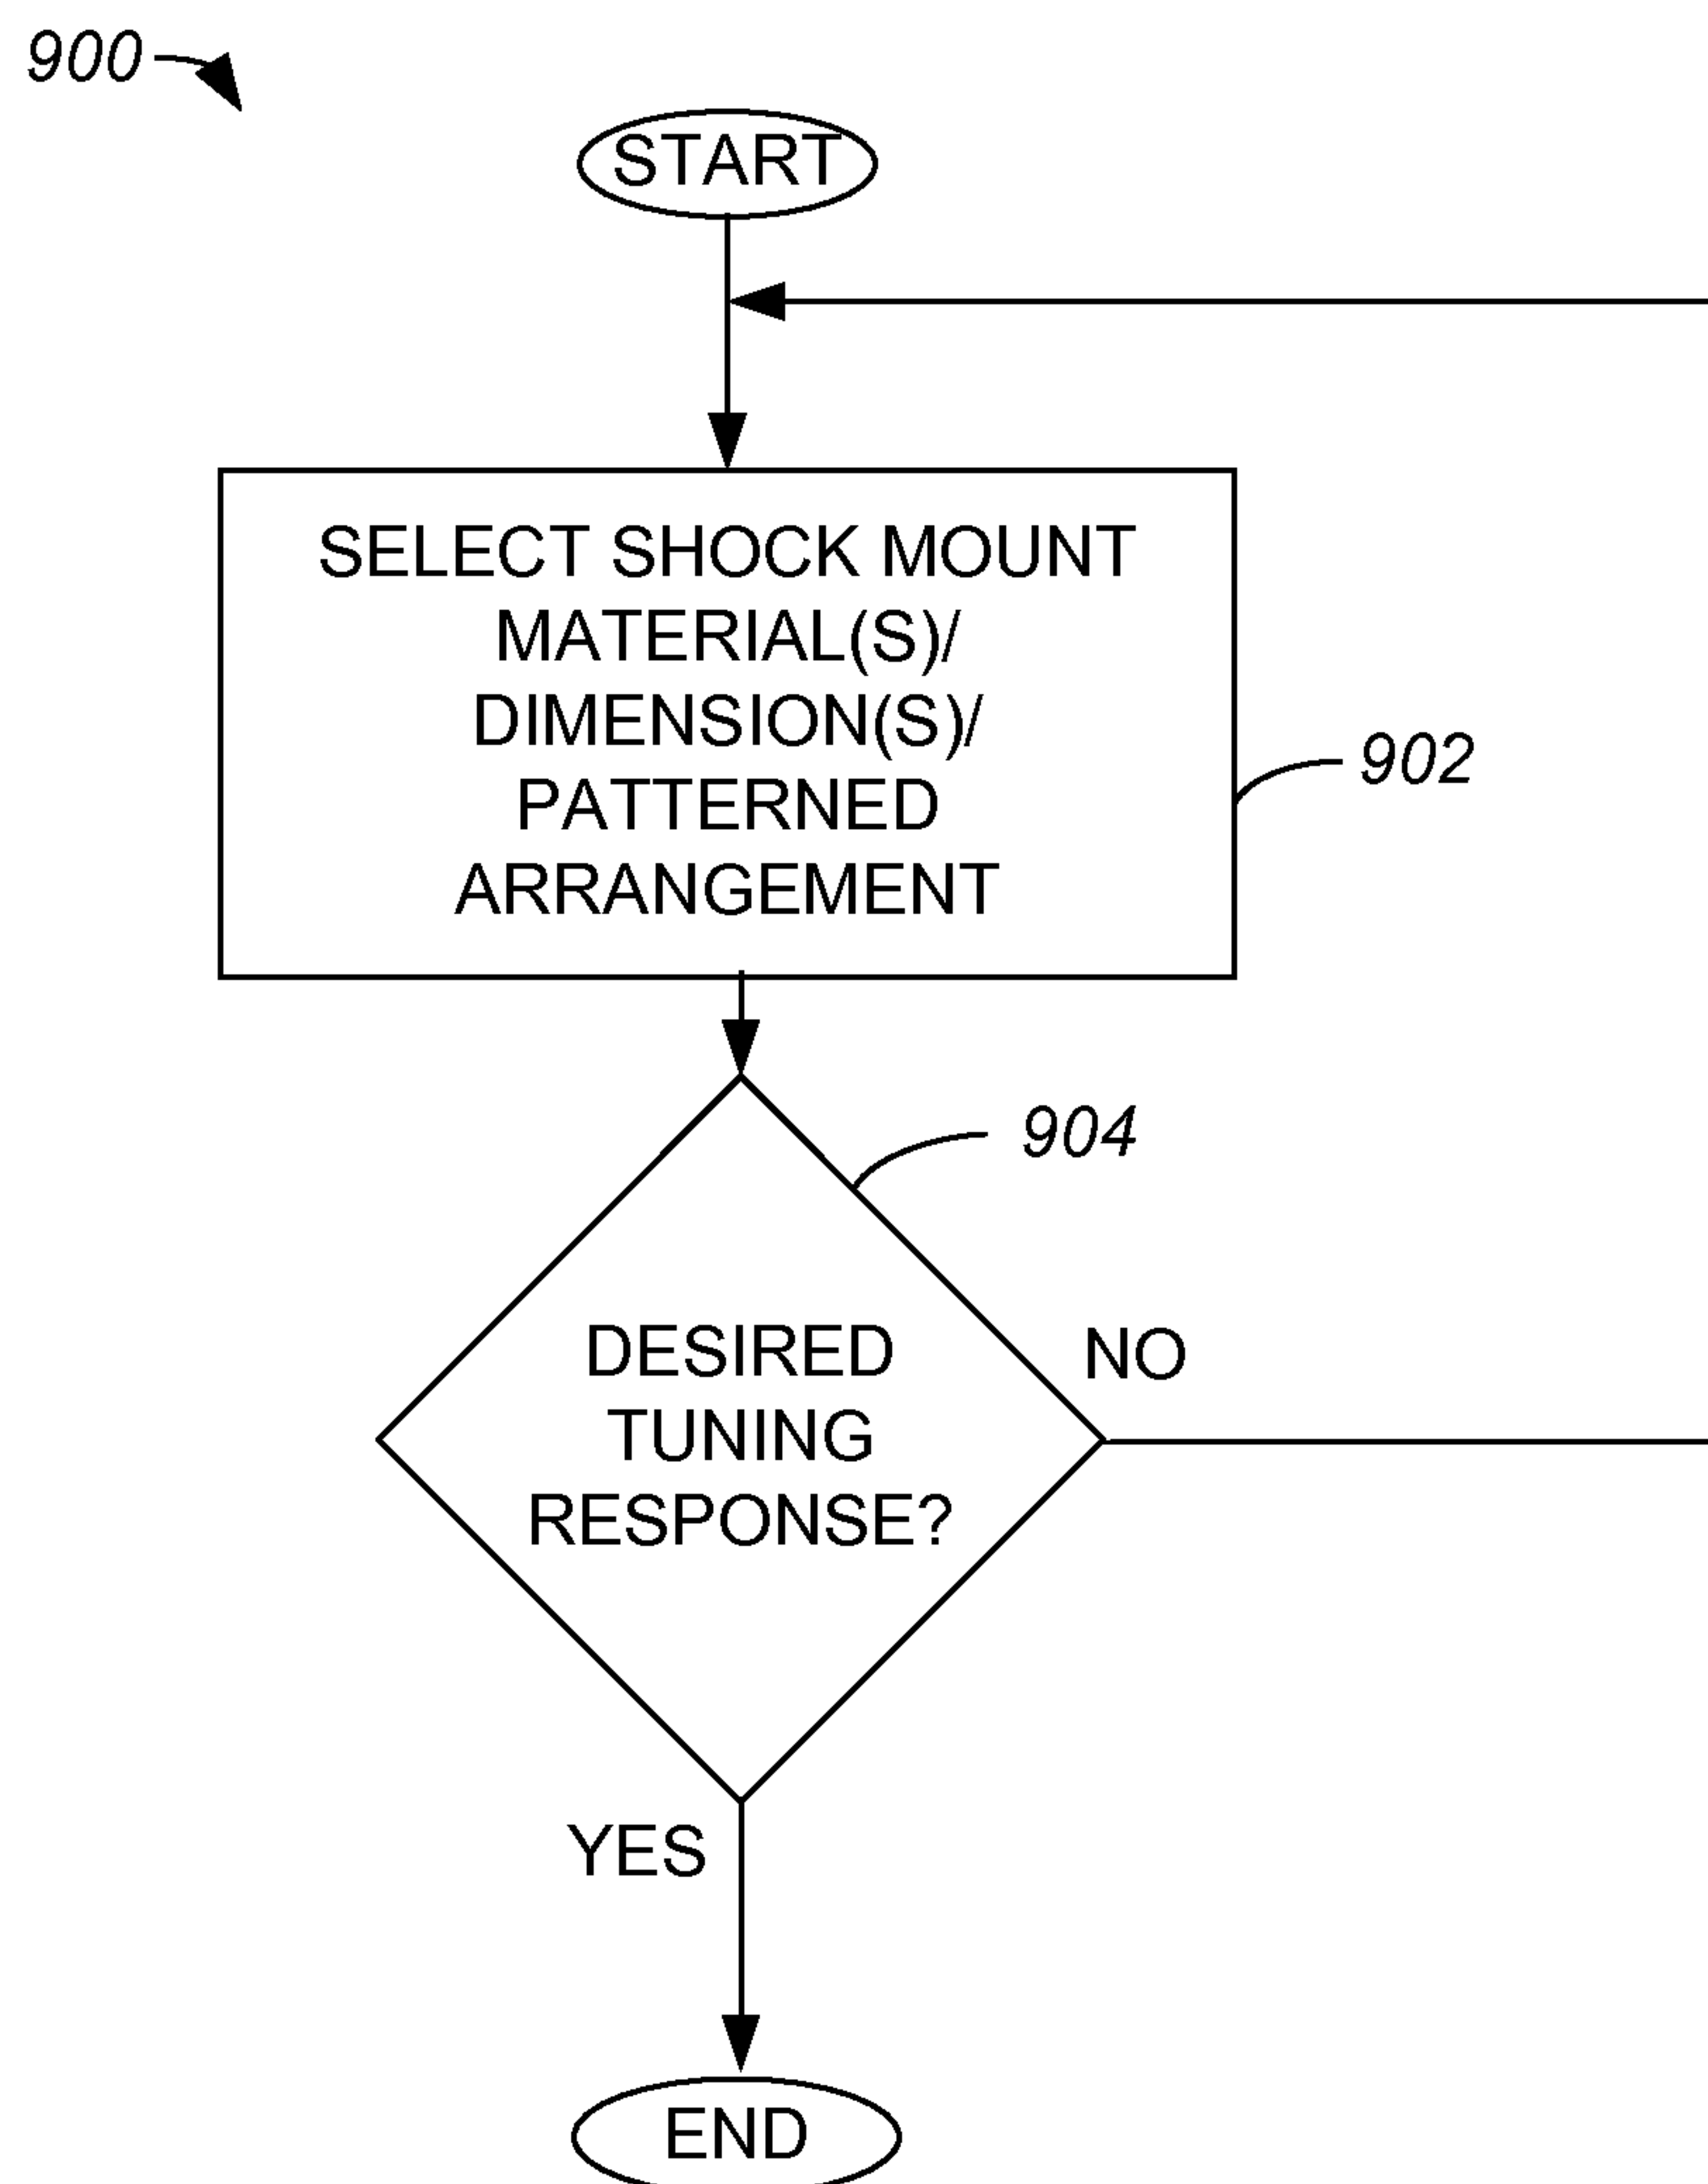 900
START
SELECT SHOCK MOUNT
MATERIAL(S)/
DIMENSION(S)/
PATTERNED
ARRANGEMENT
902
904
DESIRED
TUNING
RESPONSE?
NO
YES
END